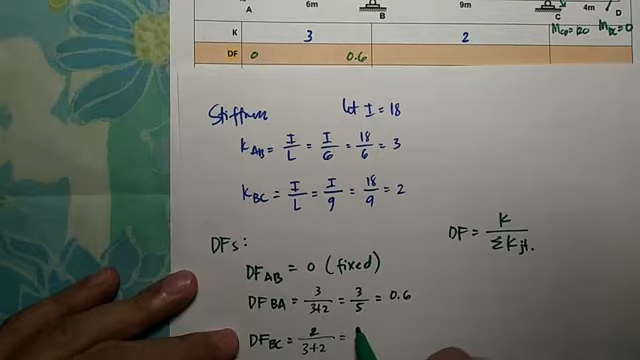 A 6m B 9m C 4m D
M_CD = 120 M_DC = 0
K 3 2
DF 0 0.6
Stiffness Let I = 18
K_AB = I/L = I/6 = 18/6 = 3
K_BC = I/L = I/9 = 18/9 = 2
DFs: DF = K/ΣK_jt.
DF_AB = 0 (fixed)
DF_BA = 3/3+2 = 3/5 = 0.6
DF_BC = 2/3+2 =